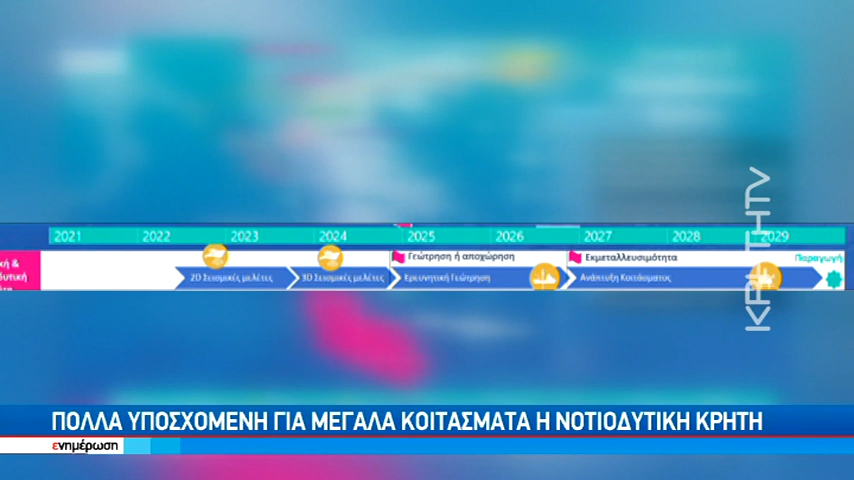 2021 2022 2023 2024 2025 2026 2027 2028 2029
Γεώτρηση ή αποχώρηση Εκμεταλλευσιμότητα Παραγωγή
2D Σεισμικές μελέτες 3D Σεισμικές μελέτες Ερευνητική Γεώτρηση Ανάπτυξη Κοιτάσματος
ΚΡΗΤΗTV
ΠΟΛΛΑ ΥΠΟΣΧΟΜΕΝΗ ΓΙΑ ΜΕΓΑΛΑ ΚΟΙΤΑΣΜΑΤΑ Η ΝΟΤΙΟΔΥΤΙΚΗ ΚΡΗΤΗ
ενημέρωση